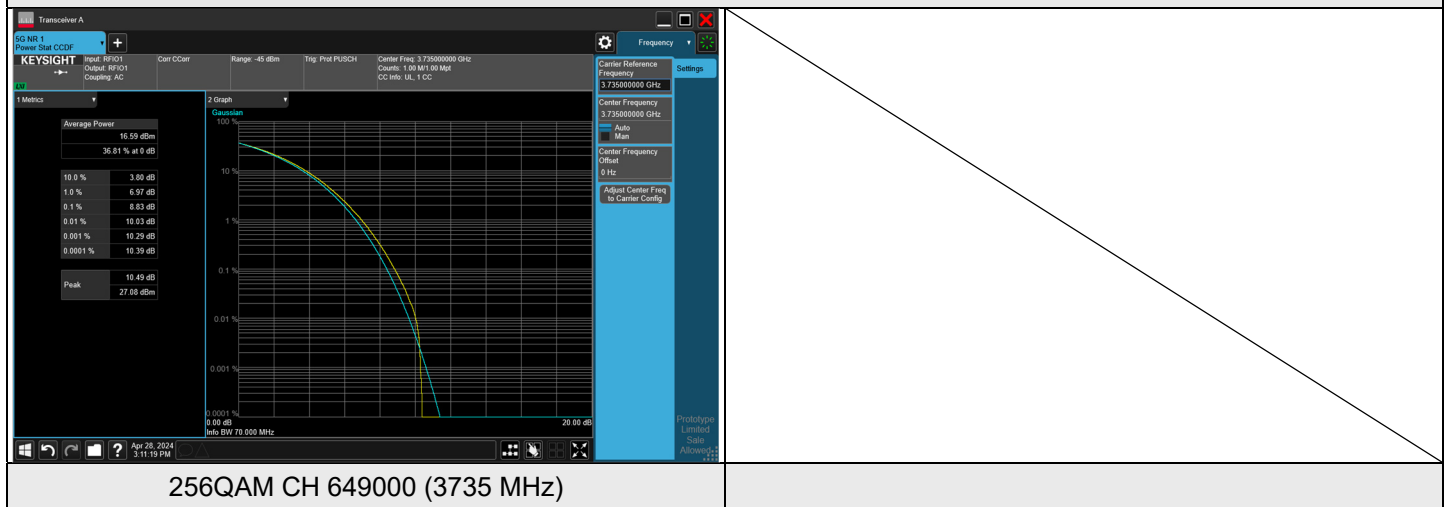 Transceiver A
5G NR 1
Power Stat CCDF
+
Frequency
KEYSIGHT
Input: RFIO1
Output: RFIO1
Coupling: AC
Corr CCorr
Range: -45 dBm
Trig: Prot PUSCH
Center Freq: 3.735000000 GHz
Counts: 1.00 M/1.00 Mpt
CC Info: UL, 1 CC
1 Metrics
Average Power
16.59 dBm
36.81 % at 0 dB
10.0 % 3.80 dB
1.0 % 6.97 dB
0.1 % 8.83 dB
0.01 % 10.03 dB
0.001 % 10.29 dB
0.0001 % 10.39 dB
Peak
10.49 dB
27.08 dBm
2 Graph
Gaussian
100 %
10 %
1 %
0.1 %
0.01 %
0.001 %
0.0001 %
0.00 dB
20.00 dB
Info BW 70.000 MHz
Carrier Reference
Frequency
3.735000000 GHz
Center Frequency
3.735000000 GHz
Auto
Man
Center Frequency
Offset
0 Hz
Adjust Center Freq
to Carrier Config
Settings
Prototype
Limited
Sale
Allowed
?
Apr 28, 2024
3:11:19 PM
256QAM CH 649000 (3735 MHz)